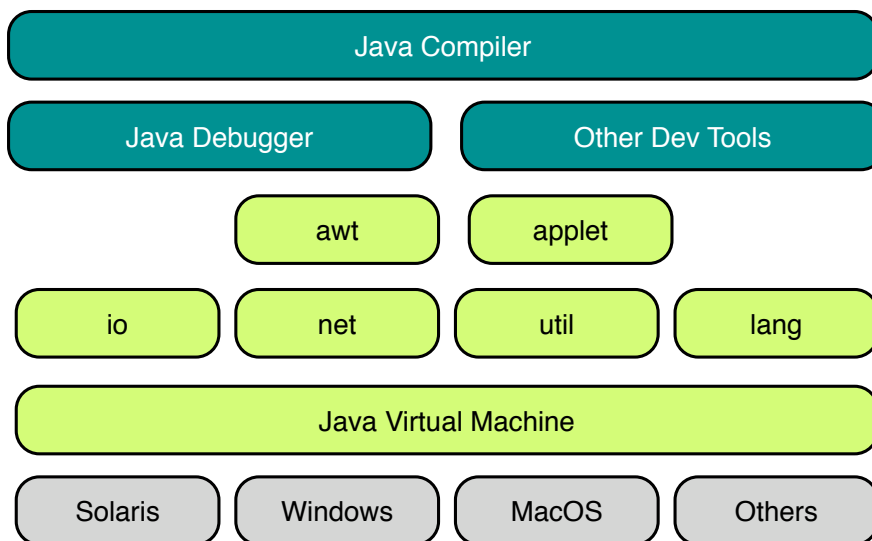 Java Compiler
Java Debugger
Other Dev Tools
awt
applet
io
net
util
lang
Java Virtual Machine
Solaris
Windows
MacOS
Others